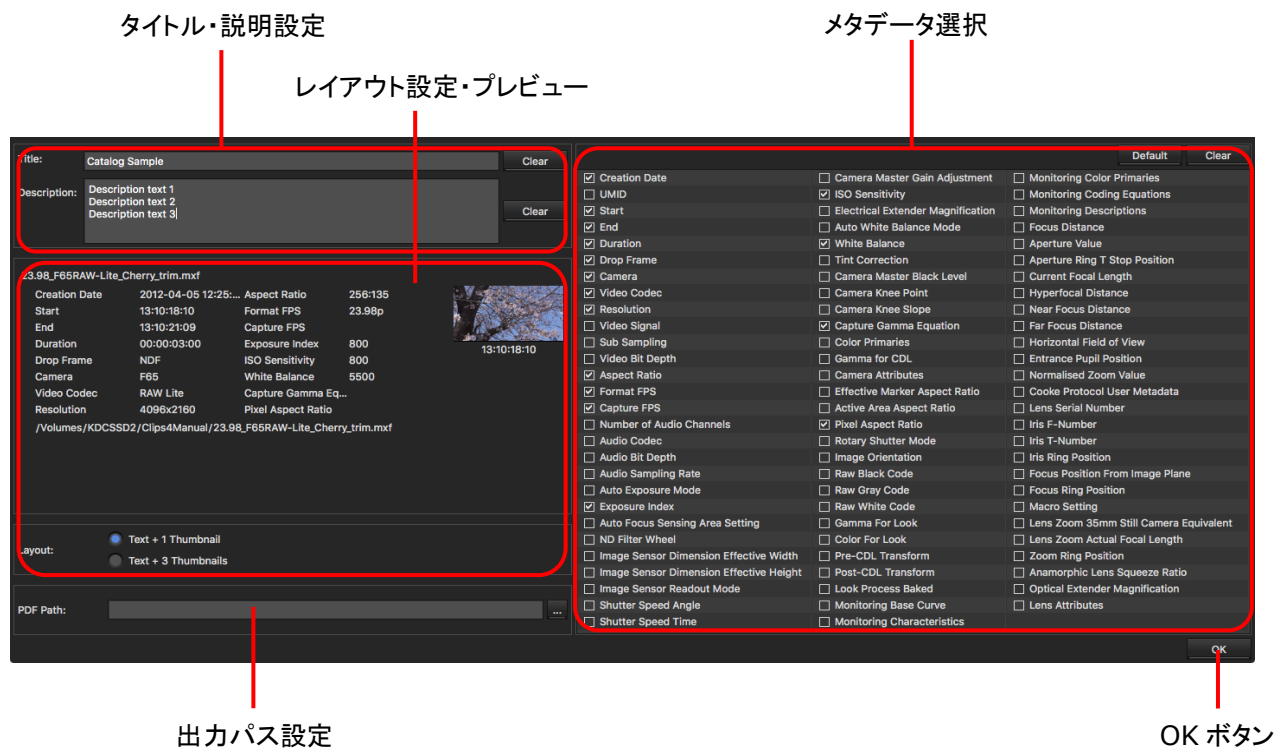 タイトル・説明設定
メタデータ選択
レイアウト設定・プレビュー
Title:
Catalog Sample
Clear
Description:
Description text 1
Description text 2
Description text 3
Clear
23.98_F65RAW-Lite_Cherry_trim.mxf
Creation Date 2012-04-05 12:25:... Aspect Ratio 256:135
Start 13:10:18:10 Format FPS 23.98p
End 13:10:21:09 Capture FPS
Duration 00:00:03:00 Exposure Index 800
Drop Frame NDF ISO Sensitivity 800
Camera F65 White Balance 5500
Video Codec RAW Lite Capture Gamma Eq...
Resolution 4096x2160 Pixel Aspect Ratio
13:10:18:10
/Volumes/KDCSSD2/Clips4Manual/23.98_F65RAW-Lite_Cherry_trim.mxf
Layout:
Text + 1 Thumbnail
Text + 3 Thumbnails
PDF Path:
...
Default Clear
Creation Date
UMID
Start
End
Duration
Drop Frame
Camera
Video Codec
Resolution
Video Signal
Sub Sampling
Video Bit Depth
Aspect Ratio
Format FPS
Capture FPS
Number of Audio Channels
Audio Codec
Audio Bit Depth
Audio Sampling Rate
Auto Exposure Mode
Exposure Index
Auto Focus Sensing Area Setting
ND Filter Wheel
Image Sensor Dimension Effective Width
Image Sensor Dimension Effective Height
Image Sensor Readout Mode
Shutter Speed Angle
Shutter Speed Time
Camera Master Gain Adjustment
ISO Sensitivity
Electrical Extender Magnification
Auto White Balance Mode
White Balance
Tint Correction
Camera Master Black Level
Camera Knee Point
Camera Knee Slope
Capture Gamma Equation
Color Primaries
Gamma for CDL
Camera Attributes
Effective Marker Aspect Ratio
Active Area Aspect Ratio
Pixel Aspect Ratio
Rotary Shutter Mode
Image Orientation
Raw Black Code
Raw Gray Code
Raw White Code
Gamma For Look
Color For Look
Pre-CDL Transform
Post-CDL Transform
Look Process Baked
Monitoring Base Curve
Monitoring Characteristics
Monitoring Color Primaries
Monitoring Coding Equations
Monitoring Descriptions
Focus Distance
Aperture Value
Aperture Ring T Stop Position
Current Focal Length
Hyperfocal Distance
Near Focus Distance
Far Focus Distance
Horizontal Field of View
Entrance Pupil Position
Normalised Zoom Value
Cooke Protocol User Metadata
Lens Serial Number
Iris F-Number
Iris T-Number
Iris Ring Position
Focus Position From Image Plane
Focus Ring Position
Macro Setting
Lens Zoom 35mm Still Camera Equivalent
Lens Zoom Actual Focal Length
Zoom Ring Position
Anamorphic Lens Squeeze Ratio
Optical Extender Magnification
Lens Attributes
OK
出力パス設定
OK ボタン